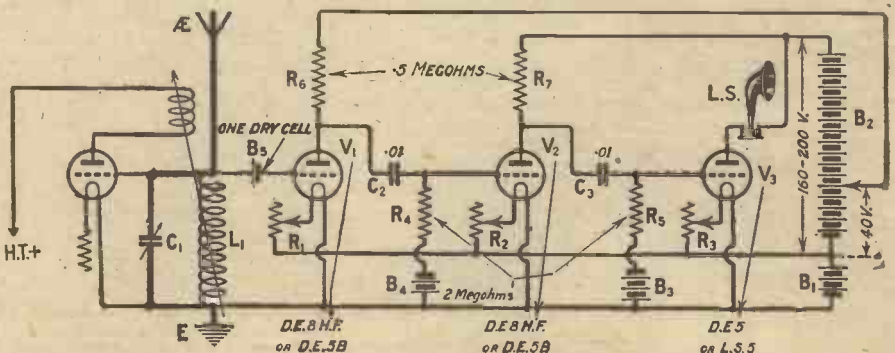 Æ
R6
.5 MEGOHMS
R7
L.S.
B2
160-200 V.
ONE DRY CELL
B5
V1
.01
C2
V2
.01
C3
V3
R4
R5
40 V.
H.T.+
C1
L1
R1
R2
R3
B4
2 Megohms
B3
B1
E
D.E.8 H.F.
OR D.E.5B
D.E.8 H.F.
OR D.E.5B
D.E 5
OR L.S.5